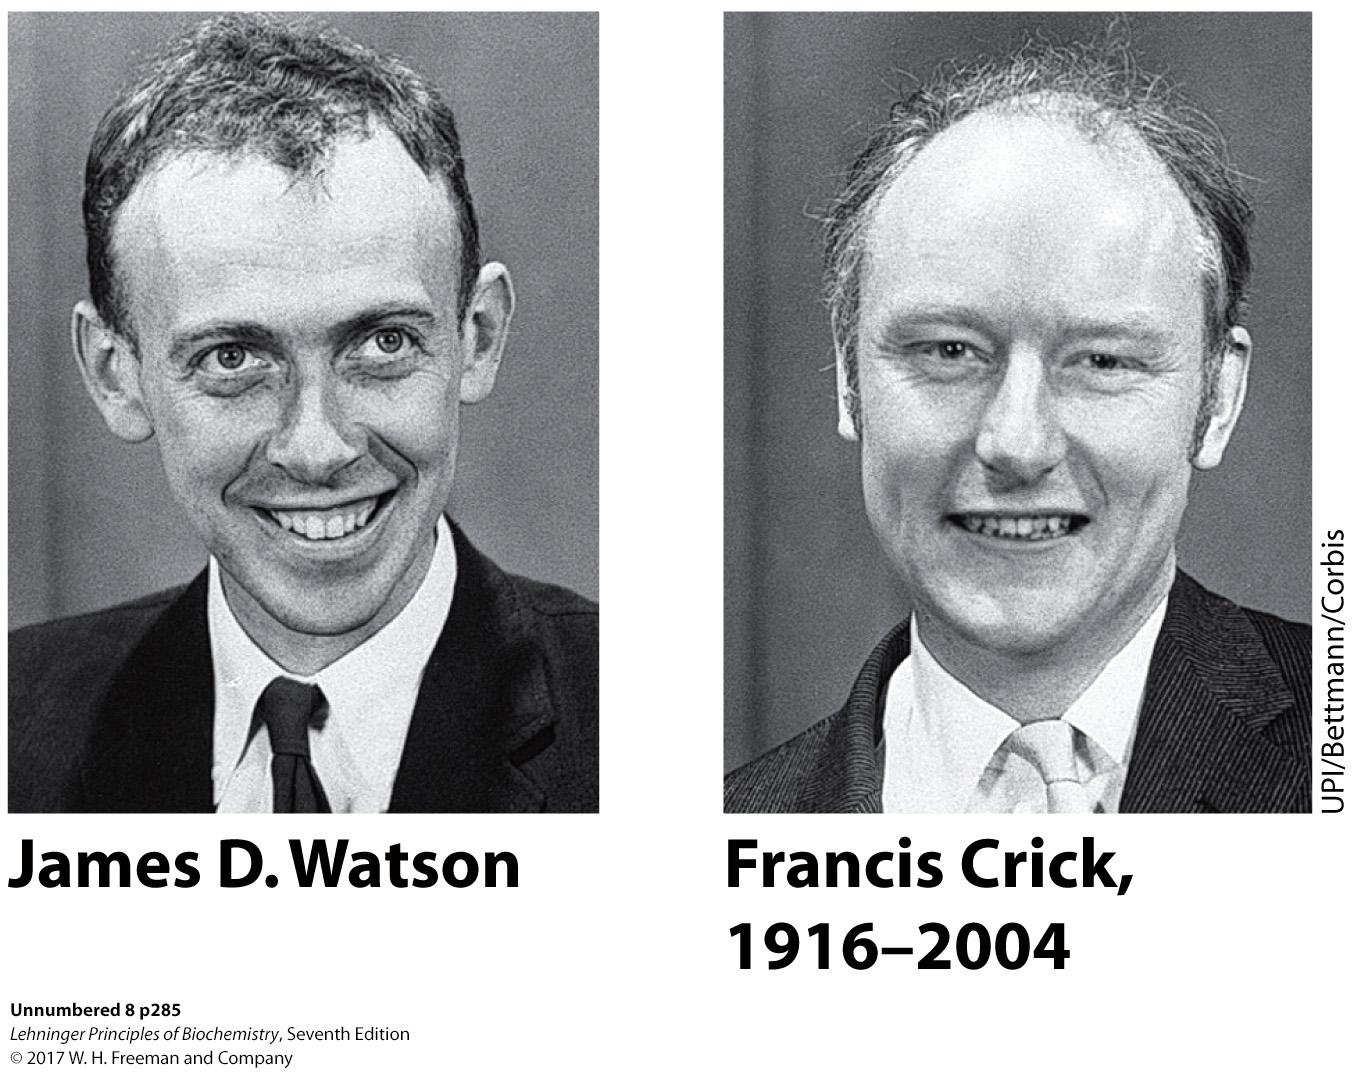 James D. Watson
Francis Crick,
1916–2004
UPI/Bettmann/Corbis
Unnumbered 8 p285
Lehninger Principles of Biochemistry, Seventh Edition
© 2017 W. H. Freeman and Company